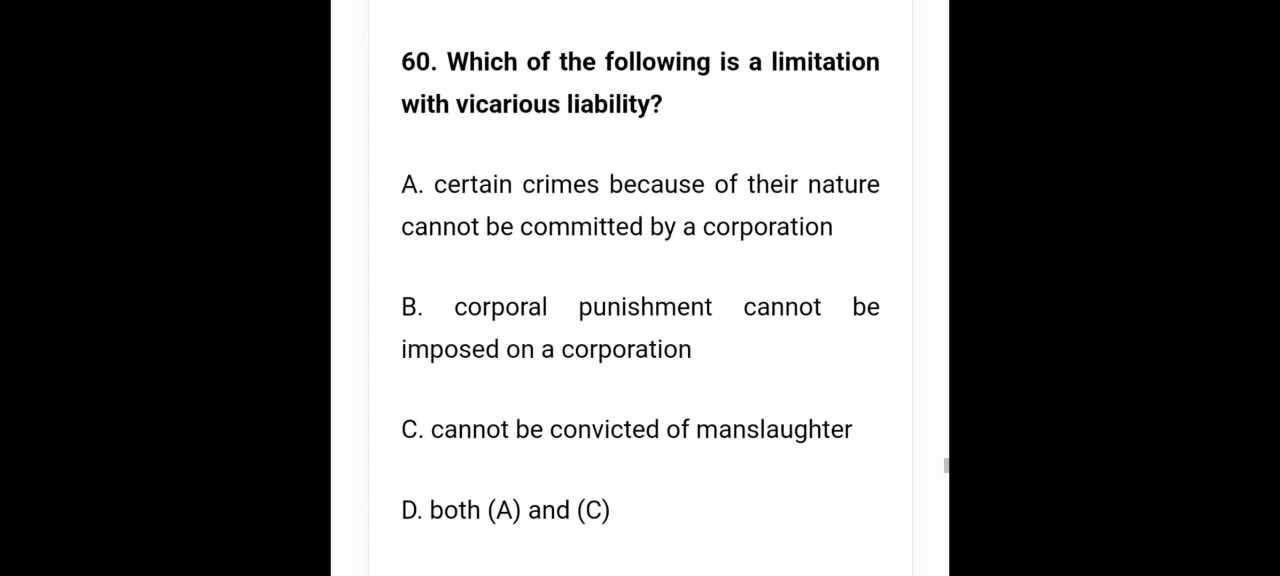 60. Which of the following is a limitation
with vicarious liability?
A. certain crimes because of their nature
cannot be committed by a corporation
B. corporal punishment cannot be
imposed on a corporation
C. cannot be convicted of manslaughter
D. both (A) and (C)